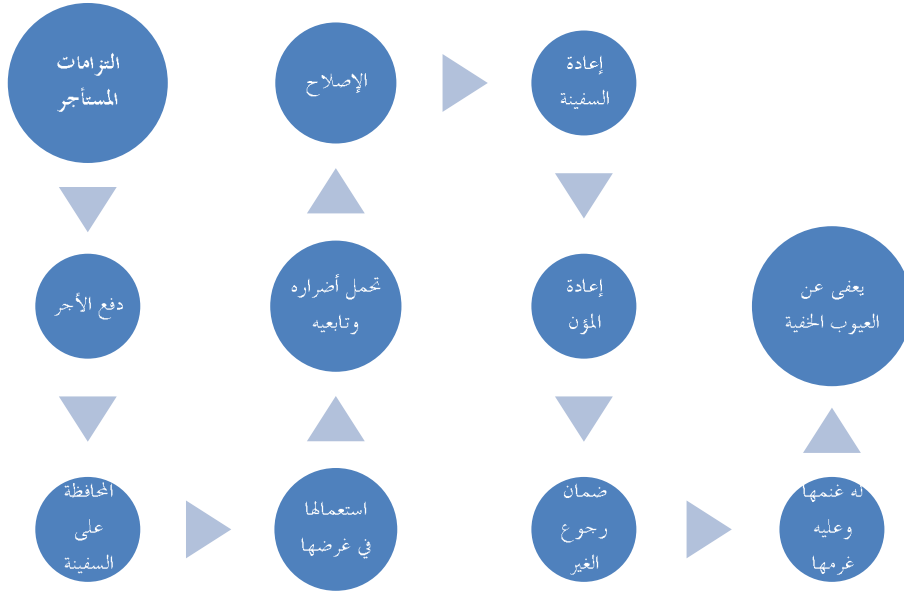 التزامات
المستأجر
دفع الأجر
المحافظة
على
السفينة
استعمالها
في غرضها
تحمل أضراره
وتابعيه
الإصلاح
إعادة
السفينة
إعادة
المؤن
ضمان
رجوع
الغير
له غنمها
وعليه
غرمها
يعفى عن
العيوب الخفية